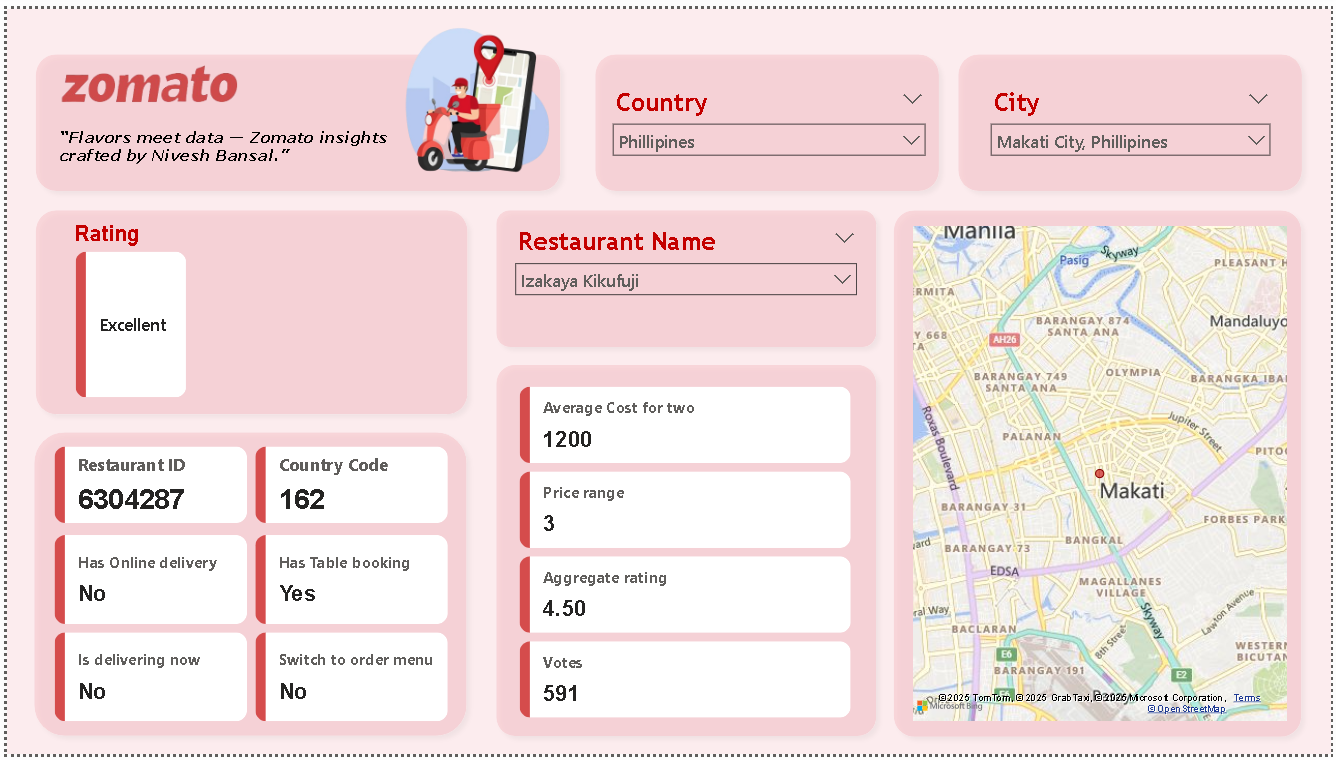 zomato
"Flavors meet data — Zomato insights
crafted by Nivesh Bansal."
Country
Phillipines
City
Makati City, Phillipines
Rating
Excellent
Restaurant Name
Izakaya Kikufuji
Restaurant ID
6304287
Country Code
162
Has Online delivery
No
Has Table booking
Yes
Is delivering now
No
Switch to order menu
No
Average Cost for two
1200
Price range
3
Aggregate rating
4.50
Votes
591
Manila
Skyway
Pasig
PLEASANT H
ERMITA
BARANGAY 874
SANTA ANA
Mandaluyo
Y 668
TA
AH26
BARANGAY 749
SANTA ANA
OLYMPIA
BARANGKA IBA
Roxas Boulevard
Jupiter Street
PALANAN
PITO
Makati
BARANGAY 31
FORBES PARK
BANGKAL
ward
BARANGAY 73
EDSA
MAGALLANES
VILLAGE
Skyway
Lawton Avenue
ral Way
BACLARAN
8th Street
WESTERN
BICUTAN
E6
BARANGAY 191
E2
©2025 TomTom, © 2025 GrabTaxi, © 2025 Microsoft Corporation, Terms
Microsoft Bing
© OpenStreetMap